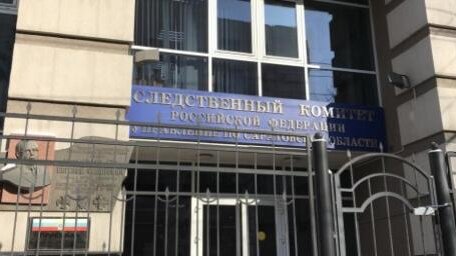 СЛЕДСТВЕННЫЙ КОМИТЕТ
РОССИЙСКОЙ ФЕДЕРАЦИИ
УПРАВЛЕНИЕ ПО САРАТОВСКОЙ ОБЛАСТИ